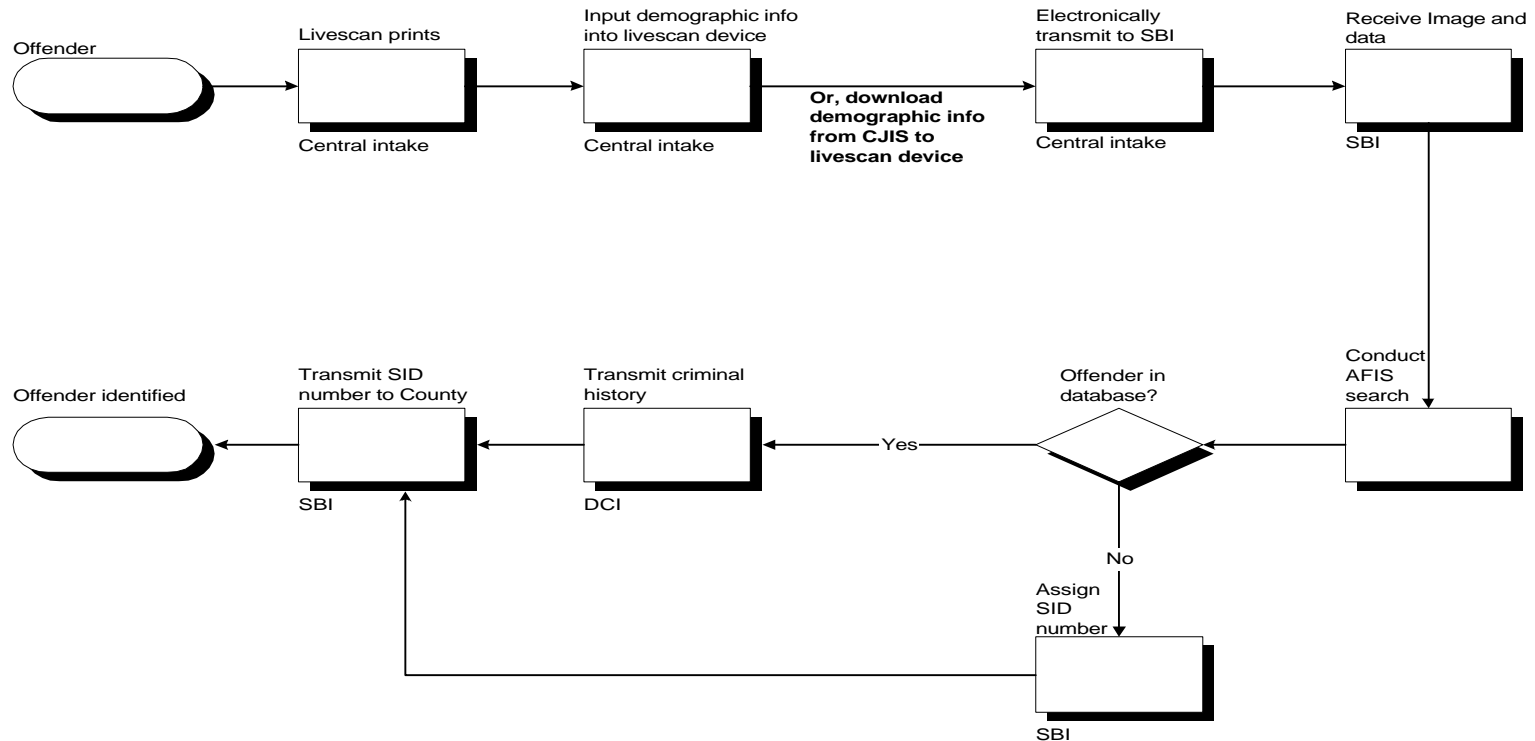 Offender
Livescan prints
Central intake
Input demographic info
into livescan device
Central intake
Or, download
demographic info
from CJIS to
livescan device
Electronically
transmit to SBI
Central intake
Receive Image and
data
SBI
Conduct
AFIS
search
Offender in
database?
Yes
Transmit criminal
history
DCI
Transmit SID
number to County
SBI
Offender identified
No
Assign
SID
number
SBI